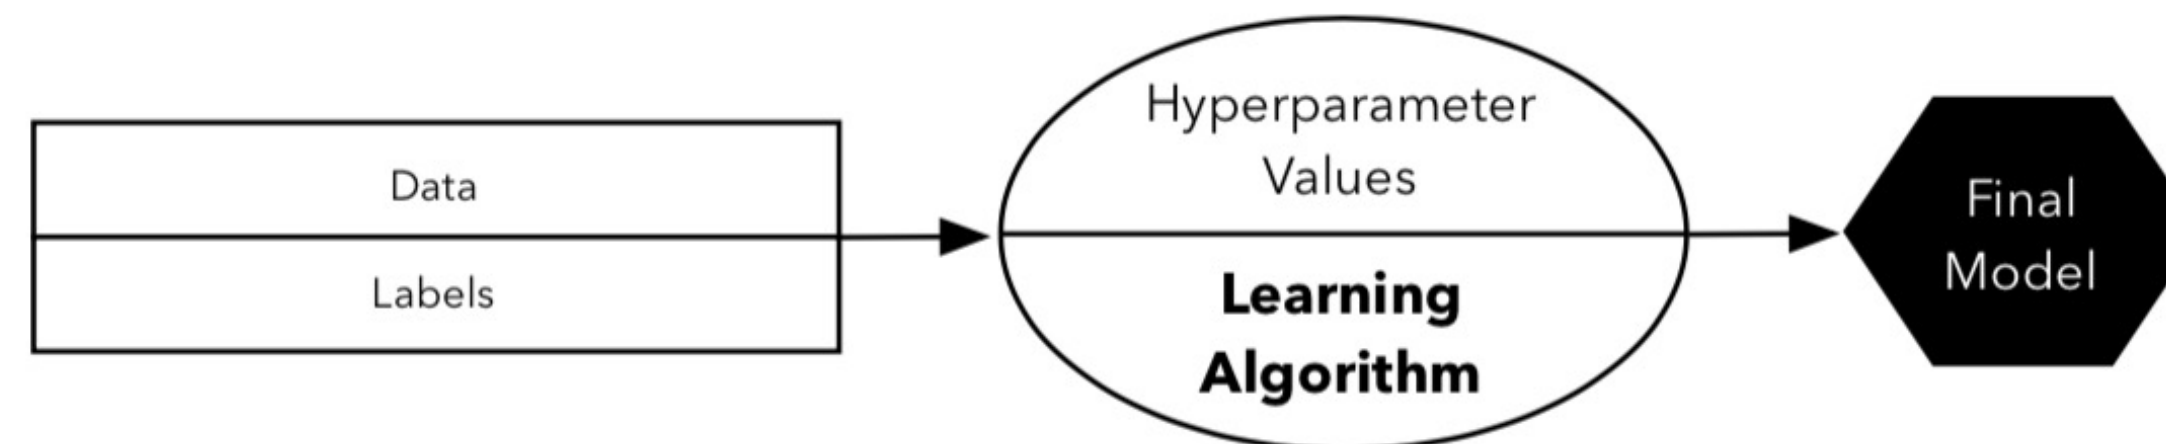 Data
Labels
Hyperparameter
Values
Learning
Algorithm
Final
Model